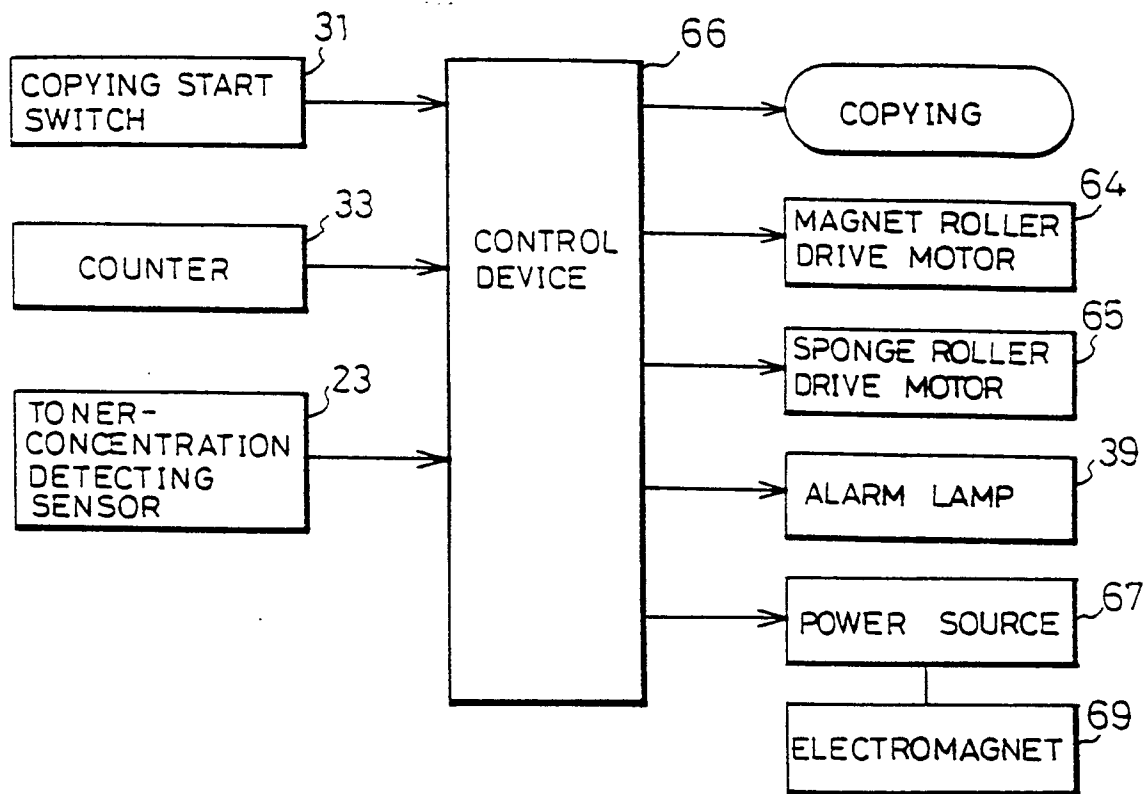 31
COPYING START
SWITCH
33
COUNTER
23
TONER-
CONCENTRATION
DETECTING
SENSOR
66
CONTROL
DEVICE
COPYING
64
MAGNET ROLLER
DRIVE MOTOR
65
SPONGE ROLLER
DRIVE MOTOR
39
ALARM LAMP
67
POWER SOURCE
69
ELECTROMAGNET